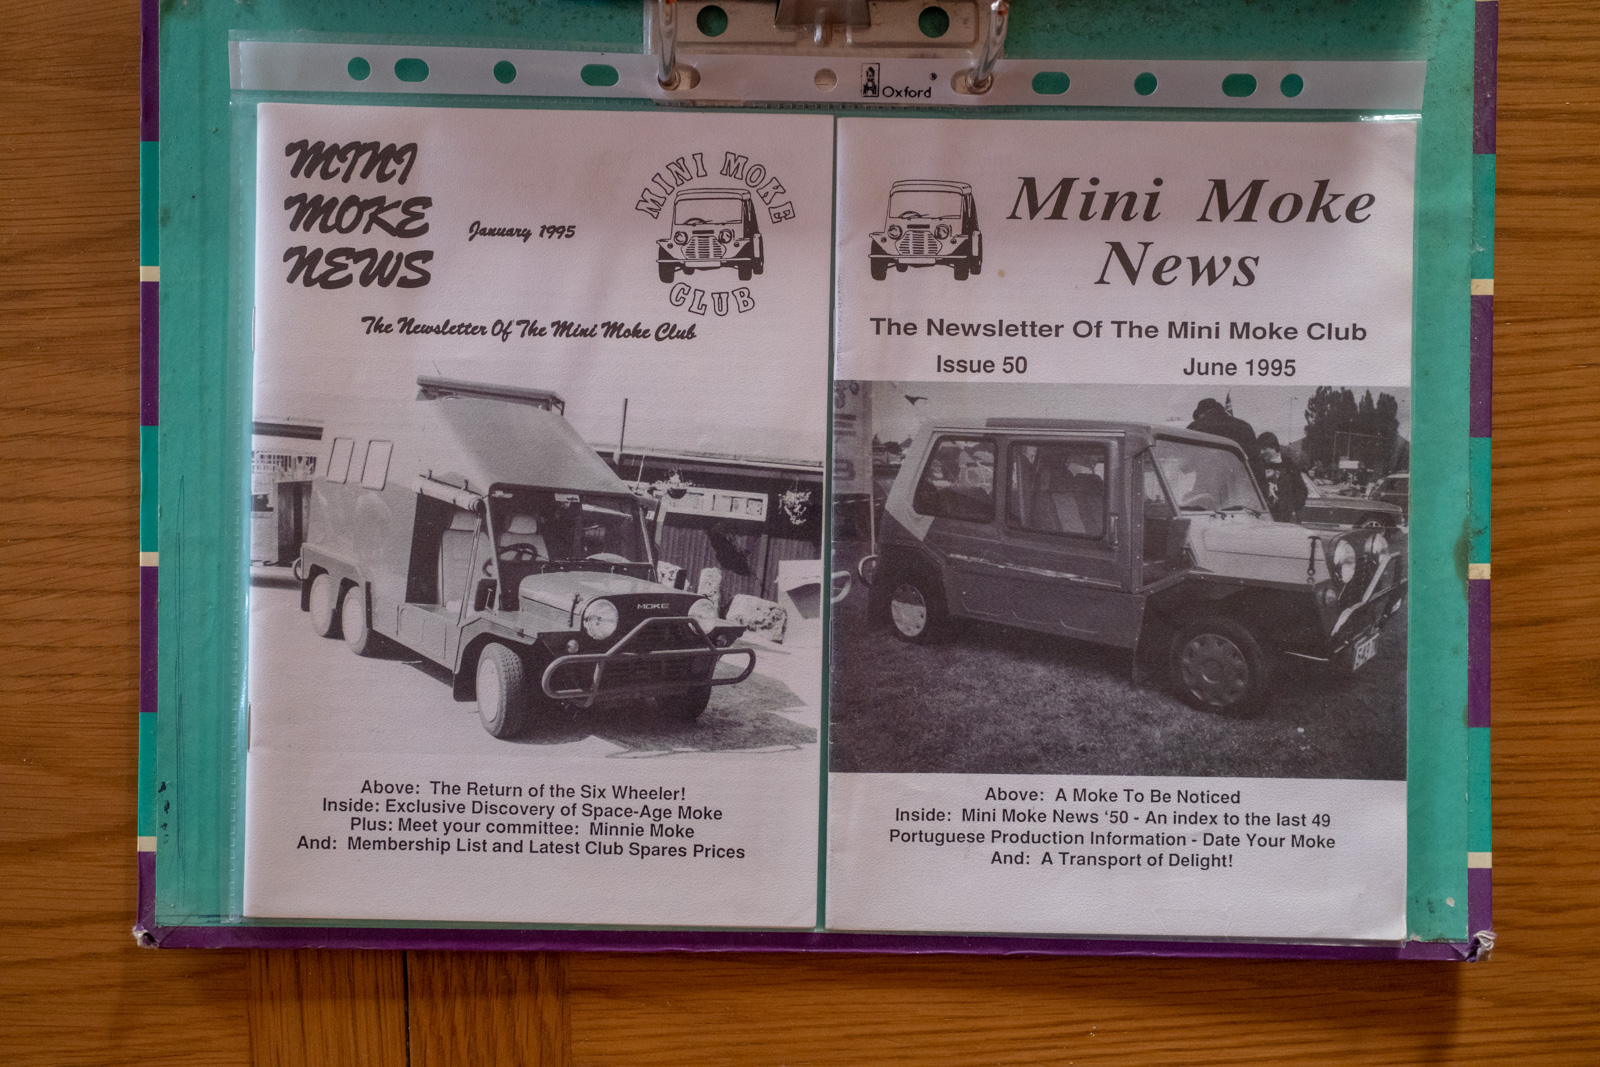 Oxford
MINI
MOKE
NEWS
January 1995
MINI MOKE
CLUB
The Newsletter Of The Mini Moke Club
MOKE
Above: The Return of the Six Wheeler!
Inside: Exclusive Discovery of Space-Age Moke
Plus: Meet your committee: Minnie Moke
And: Membership List and Latest Club Spares Prices
Mini Moke
News
The Newsletter Of The Mini Moke Club
Issue 50 June 1995
Above: A Moke To Be Noticed
Inside: Mini Moke News ‘50 - An index to the last 49
Portuguese Production Information - Date Your Moke
And: A Transport of Delight!